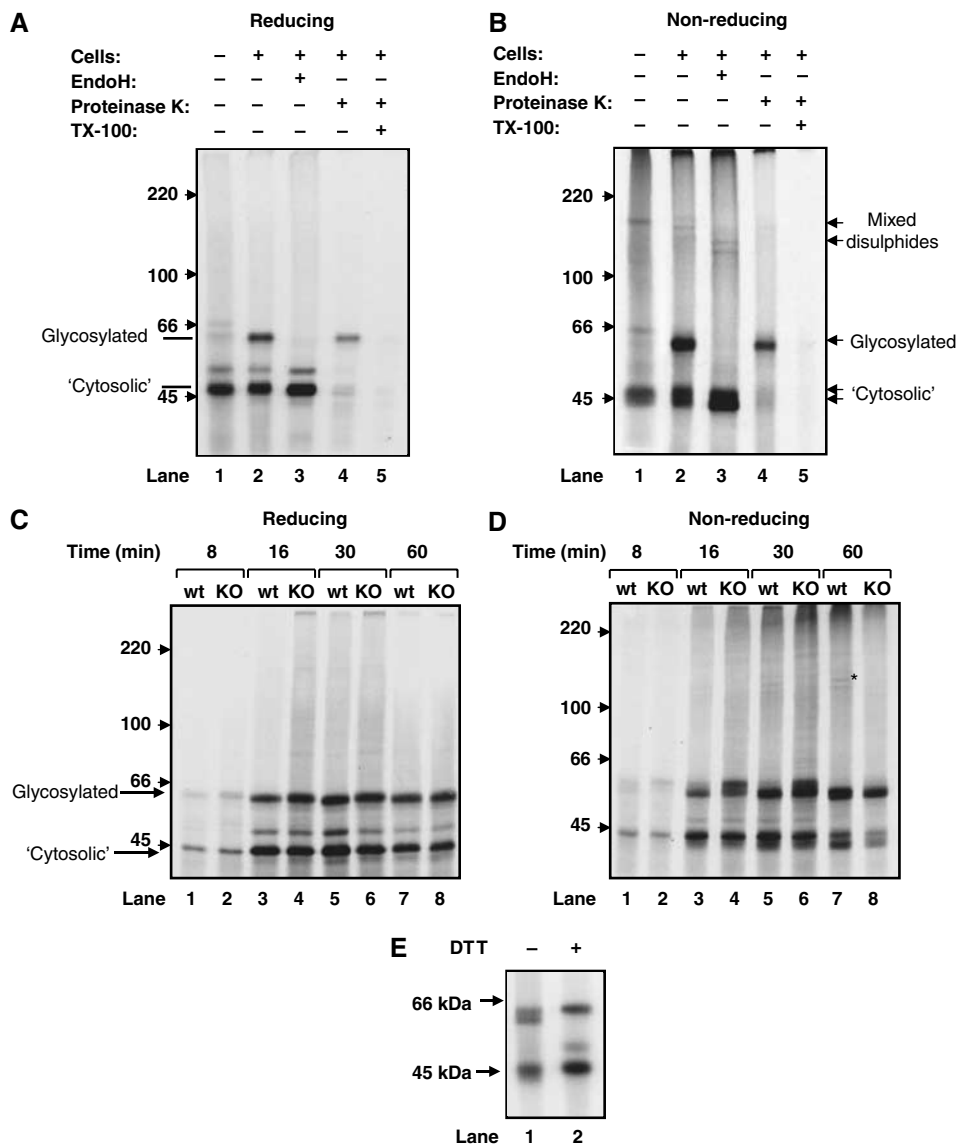 A
Reducing
Cells: – + + + +
EndoH: – – + – –
Proteinase K: – – – + +
TX-100: – – – – +
220
100
66
Glycosylated
'Cytosolic'
45
Lane 1 2 3 4 5
B
Non-reducing
Cells: – + + + +
EndoH: – – + – –
Proteinase K: – – – + +
TX-100: – – – – +
220
Mixed
disulphides
100
66
Glycosylated
45
'Cytosolic'
Lane 1 2 3 4 5
C
Reducing
Time (min) 8 16 30 60
wt KO wt KO wt KO wt KO
220
100
66
Glycosylated
45
'Cytosolic'
Lane 1 2 3 4 5 6 7 8
D
Non-reducing
Time (min) 8 16 30 60
wt KO wt KO wt KO wt KO
220
*
100
66
45
Lane 1 2 3 4 5 6 7 8
E
DTT – +
66 kDa
45 kDa
Lane 1 2